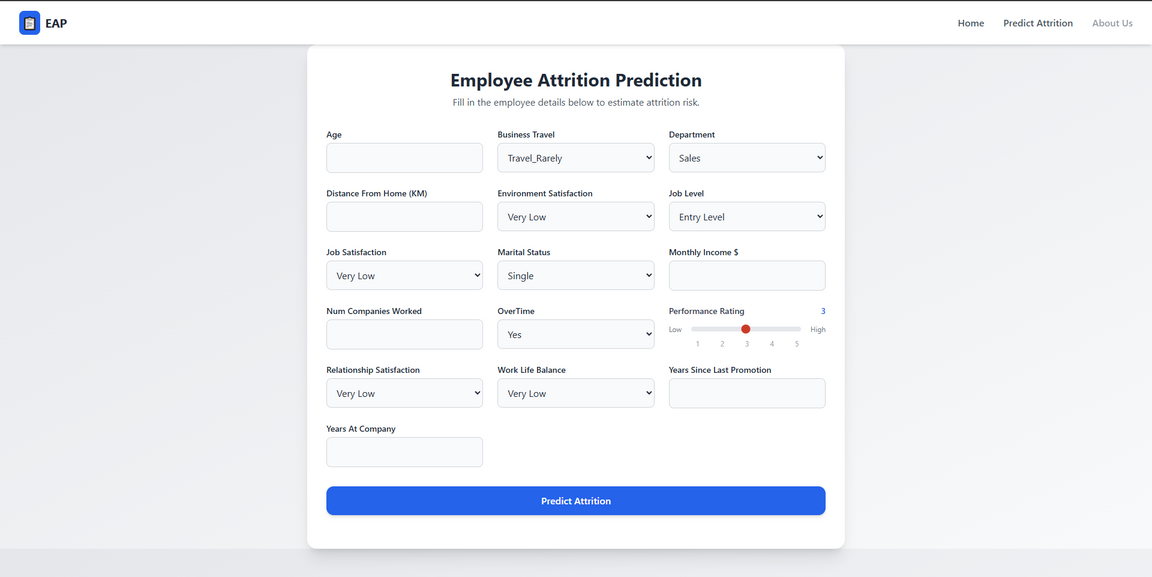 EAP
Home Predict Attrition About Us
Employee Attrition Prediction
Fill in the employee details below to estimate attrition risk.
Age Business Travel Department
Travel_Rarely Sales
Distance From Home (KM) Environment Satisfaction Job Level
Very Low Entry Level
Job Satisfaction Marital Status Monthly Income $
Very Low Single
Num Companies Worked OverTime Performance Rating 3
Yes Low High
1 2 3 4 5
Relationship Satisfaction Work Life Balance Years Since Last Promotion
Very Low Very Low
Years At Company
Predict Attrition